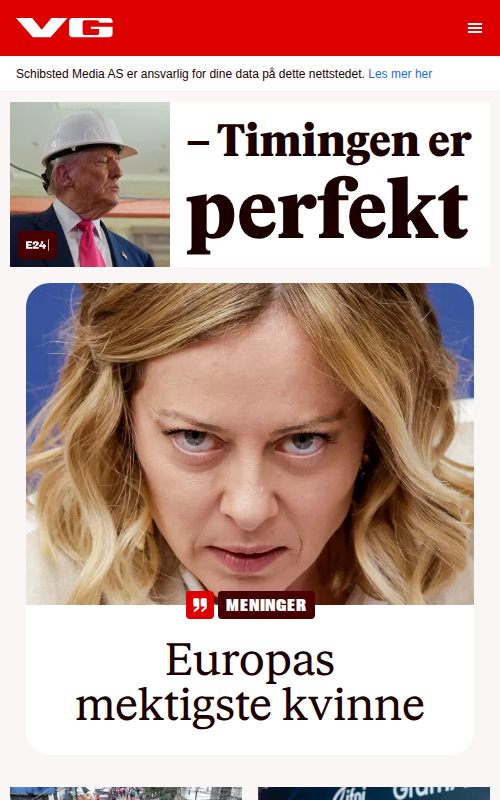 VG
Schibsted Media AS er ansvarlig for dine data på dette nettstedet. Les mer her
– Timingen er
perfekt
E24
MENINGER
Europas
mektigste kvinne